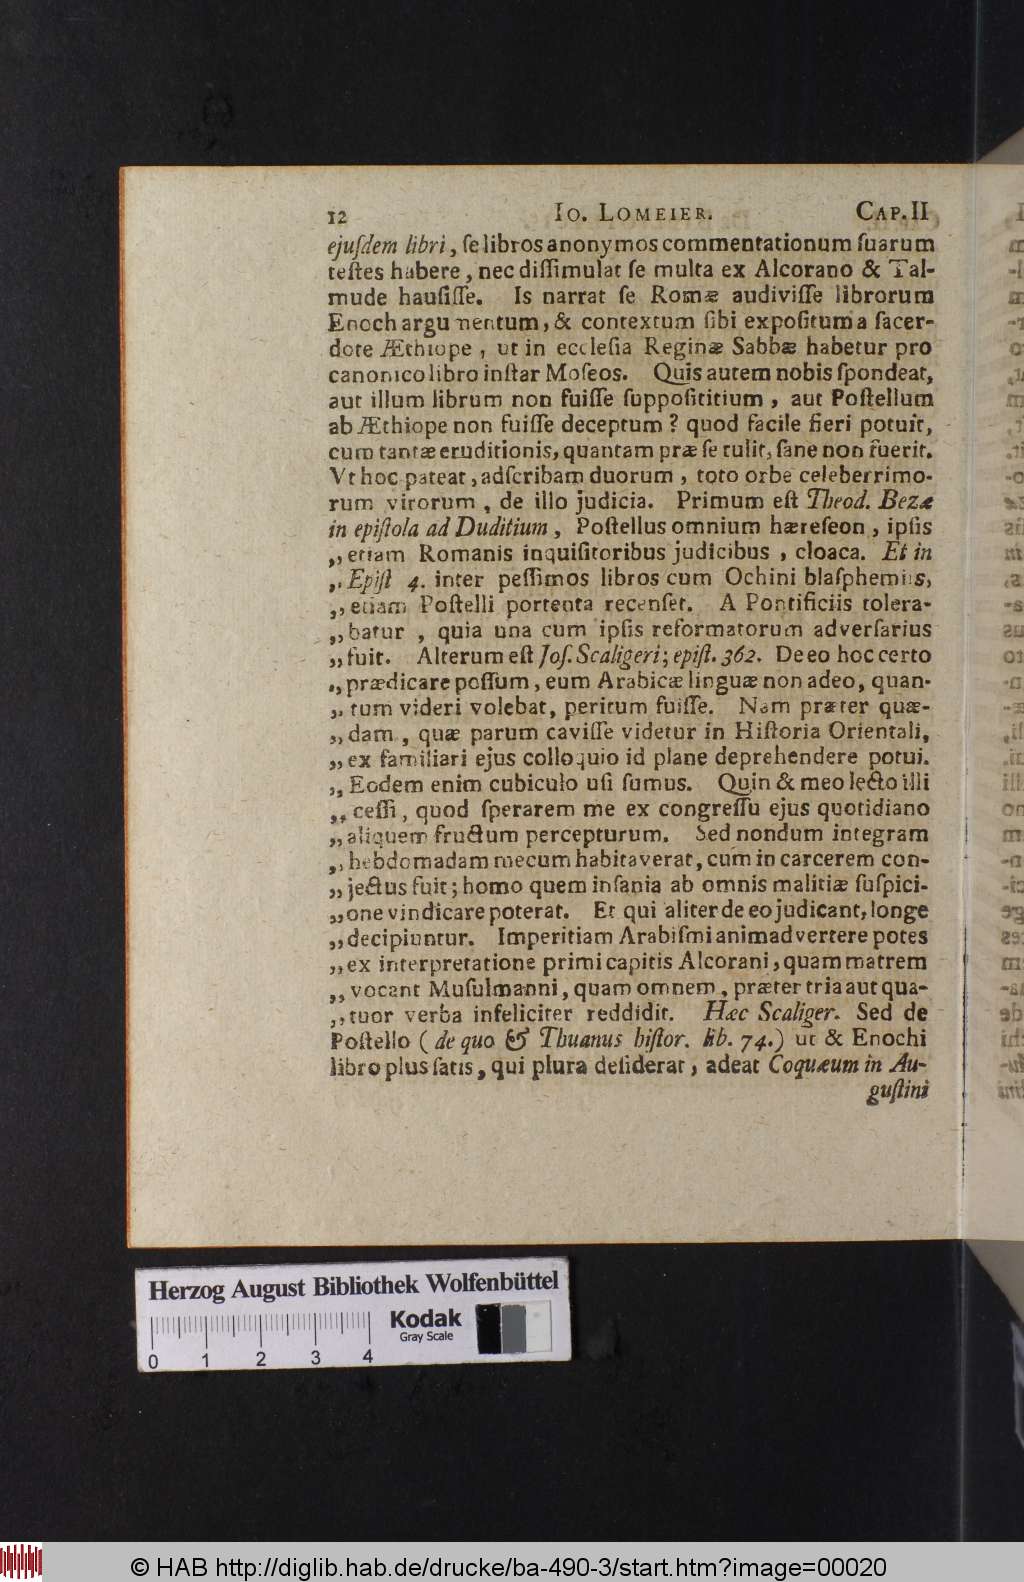 12 IO. LOMEIER. CAP.II
ejuſdem libri, ſe libros anonymos commentationum ſuarum
teſtes habere, nec diſſimulat ſe multa ex Alcorano & Tal-
mude hauſiſſe. Is narrat ſe Romæ audiviſſe librorum
Enoch argumentum, & contextum ſibi expoſitum a ſacer-
dote Æthiope, ut in eccleſia Reginæ Sabbæ habetur pro
canonico libro inſtar Moſeos. Quis autem nobis ſpondeat,
aut illum librum non fuiſſe ſuppoſititium, aut Poſtellum
ab Æthiope non fuiſſe deceptum? quod facile fieri potuit,
cum tantæ eruditionis, quantam præ ſe tulit, ſane non fuerit.
Vt hoc pateat, adſcribam duorum, toto orbe celeberrimo-
rum virorum, de illo judicia. Primum eſt Theod. Bezæ
in epiſtola ad Duditium, Poſtellus omnium hæreſeon, ipſis
„etiam Romanis inquiſitoribus judicibus, cloaca. Et in
„Epiſt 4. inter peſſimos libros cum Ochini blaſphemiis,
„etiam Poſtelli portenta recenſet. A Pontificiis tolera-
„batur, quia una cum ipſis reformatorum adverſarius
„fuit. Alterum eſt Joſ. Scaligeri; epiſt. 362. De eo hoc certo
„prædicare poſſum, eum Arabicæ linguæ non adeo, quan-
„tum videri volebat, peritum fuiſſe. Nam præter quæ-
„dam, quæ parum caviſſe videtur in Hiſtoria Orientali,
„ex familiari ejus colloquio id plane deprehendere potui.
„Eodem enim cubiculo uſi ſumus. Quin & meo lecto illi
„ceſſi, quod ſperarem me ex congreſſu ejus quotidiano
„aliquem fructum percepturum. Sed nondum integram
„hebdomadam mecum habitaverat, cum in carcerem con-
„jectus fuit; homo quem inſania ab omnis malitiæ ſuſpici-
„one vindicare poterat. Et qui aliter de eo judicant, longe
„decipiuntur. Imperitiam Arabiſmi animadvertere potes
„ex interpretatione primi capitis Alcorani, quam matrem
„vocant Muſulmanni, quam omnem, præter tria aut qua-
„tuor verba infeliciter reddidit. Hæc Scaliger. Sed de
Poſtello (de quo & Thuanus hiſtor. lib. 74.) ut & Enochi
libro plus ſatis, qui plura deſiderat, adeat Coquæum in Au-
guſtini
Herzog August Bibliothek Wolfenbüttel
Kodak
Gray Scale
0 1 2 3 4
© HAB http://diglib.hab.de/drucke/ba-490-3/start.htm?image=00020